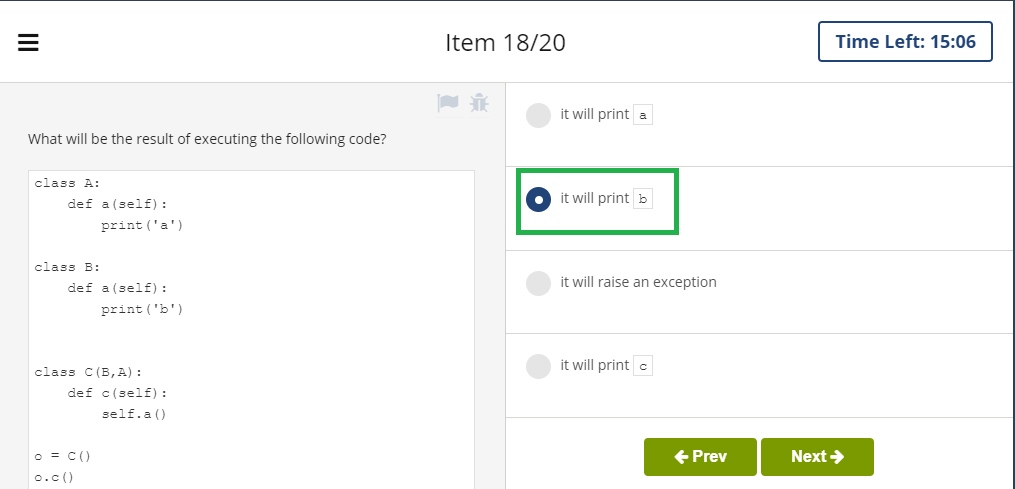 Item 18/20
Time Left: 15:06
What will be the result of executing the following code?
class A:
    def a(self):
        print('a')
class B:
    def a(self):
        print('b')
class C(B,A):
    def c(self):
        self.a()
o = C()
o.c()
it will print a
it will print b
it will raise an exception
it will print c
Prev
Next